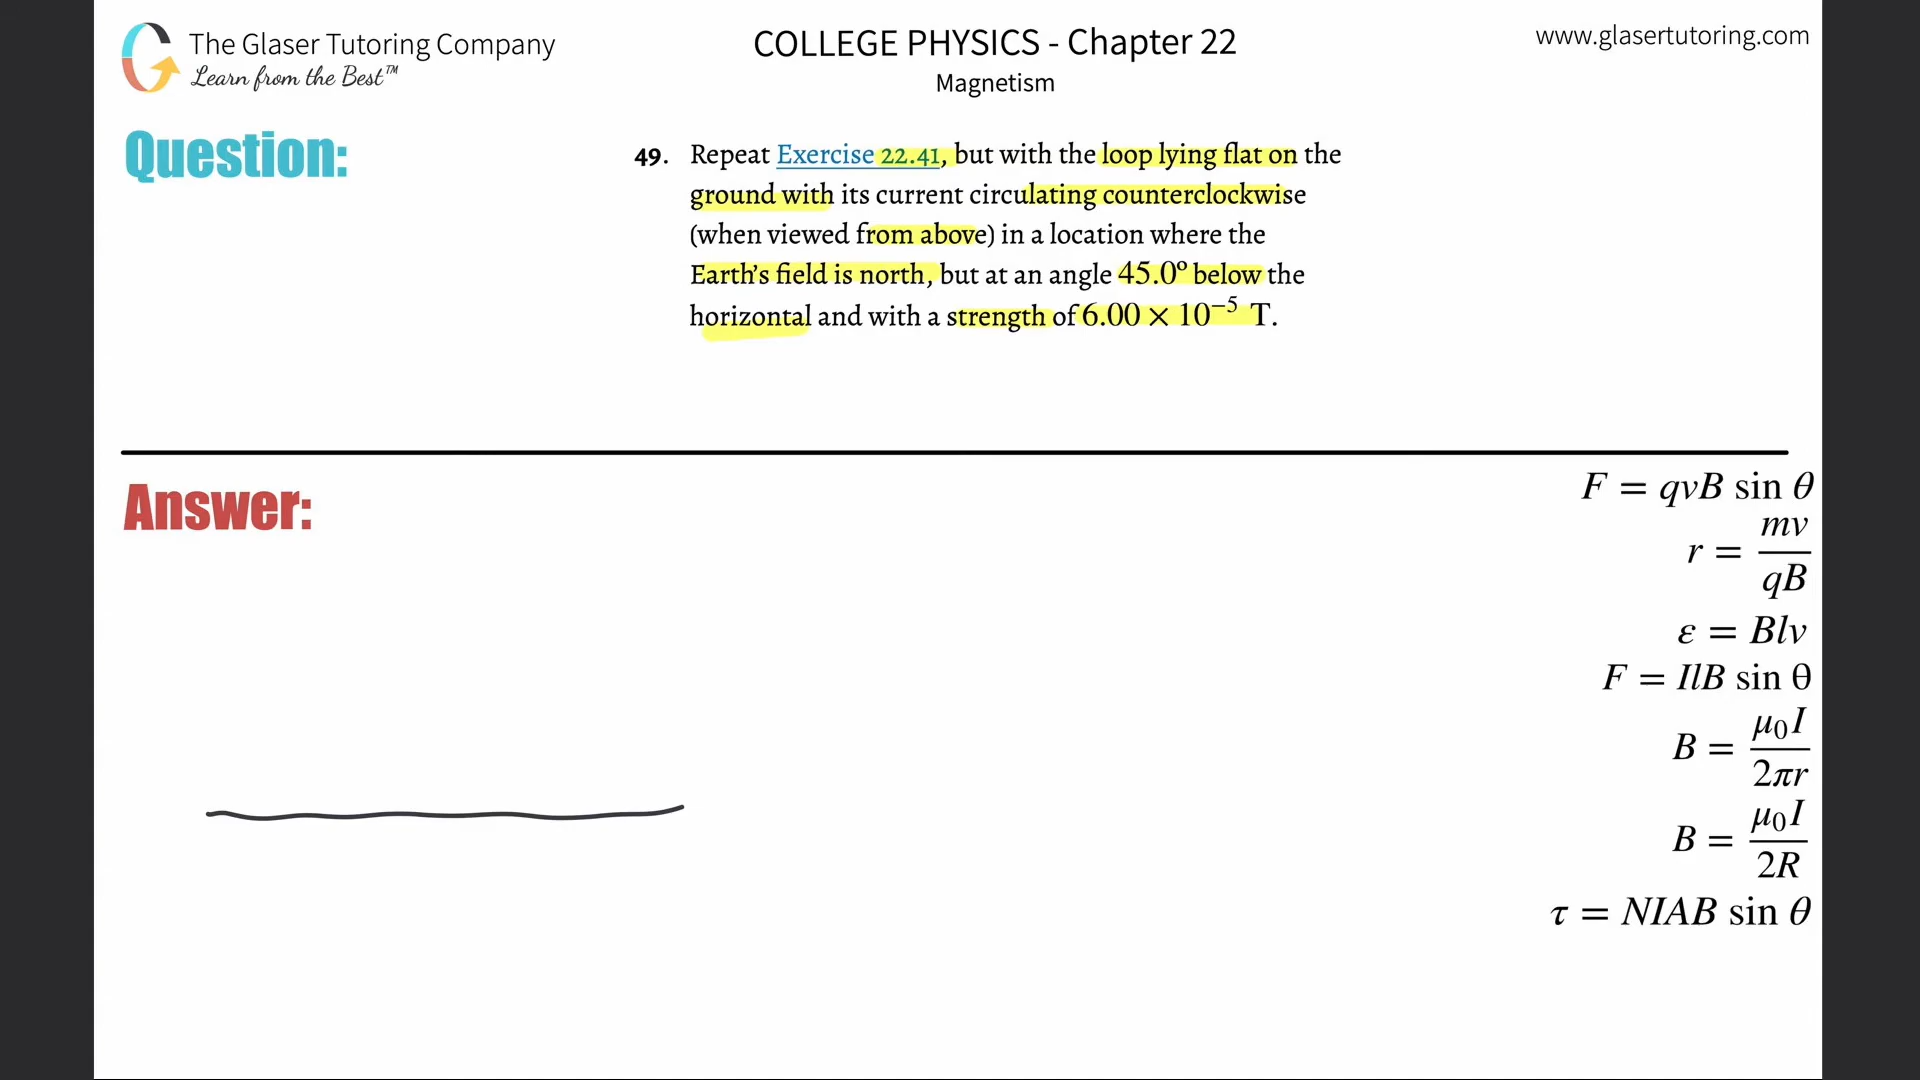 The Glaser Tutoring Company
Learn from the Best™
COLLEGE PHYSICS - Chapter 22
Magnetism
www.glasertutoring.com
Question:
49. Repeat Exercise 22.41, but with the loop lying flat on the
ground with its current circulating counterclockwise
(when viewed from above) in a location where the
Earth's field is north, but at an angle 45.0º below the
horizontal and with a strength of 6.00 × 10⁻⁵ T.
Answer:
F = qvB sin θ
r = mv / qB
ε = Blv
F = IlB sin θ
B = μ₀I / 2πr
B = μ₀I / 2R
τ = NIAB sin θ